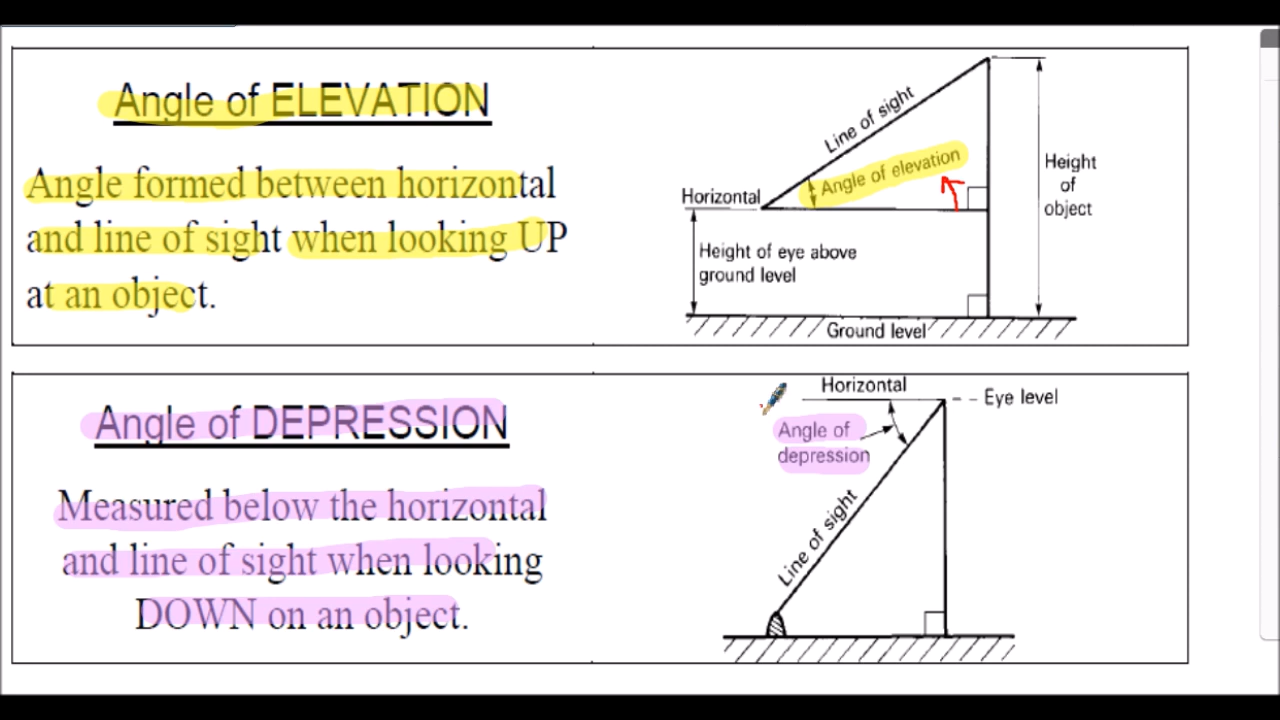 Angle of ELEVATION
Angle formed between horizontal
and line of sight when looking UP
at an object.
Line of sight
Angle of elevation
Horizontal
Height
of
object
Height of eye above
ground level
Ground level
Angle of DEPRESSION
Measured below the horizontal
and line of sight when looking
DOWN on an object.
Horizontal
Eye level
Angle of
depression
Line of sight